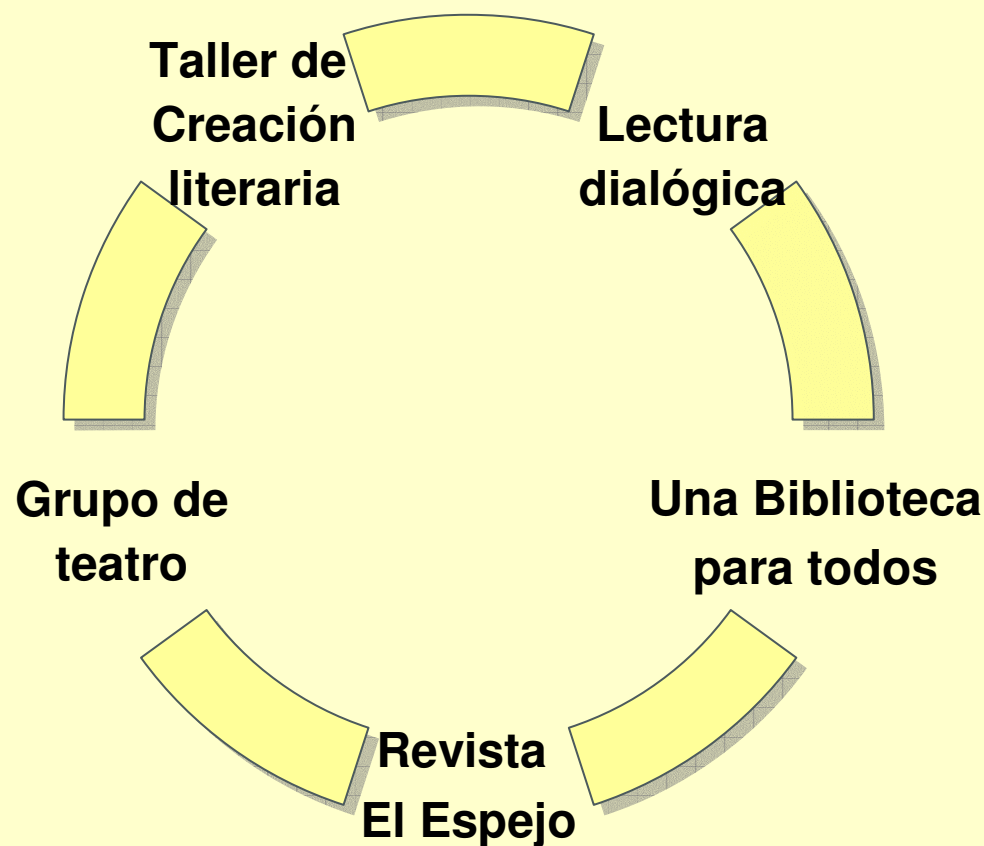 Taller de
Creación
literaria
Lectura
dialógica
Grupo de
teatro
Una Biblioteca
para todos
Revista
El Espejo